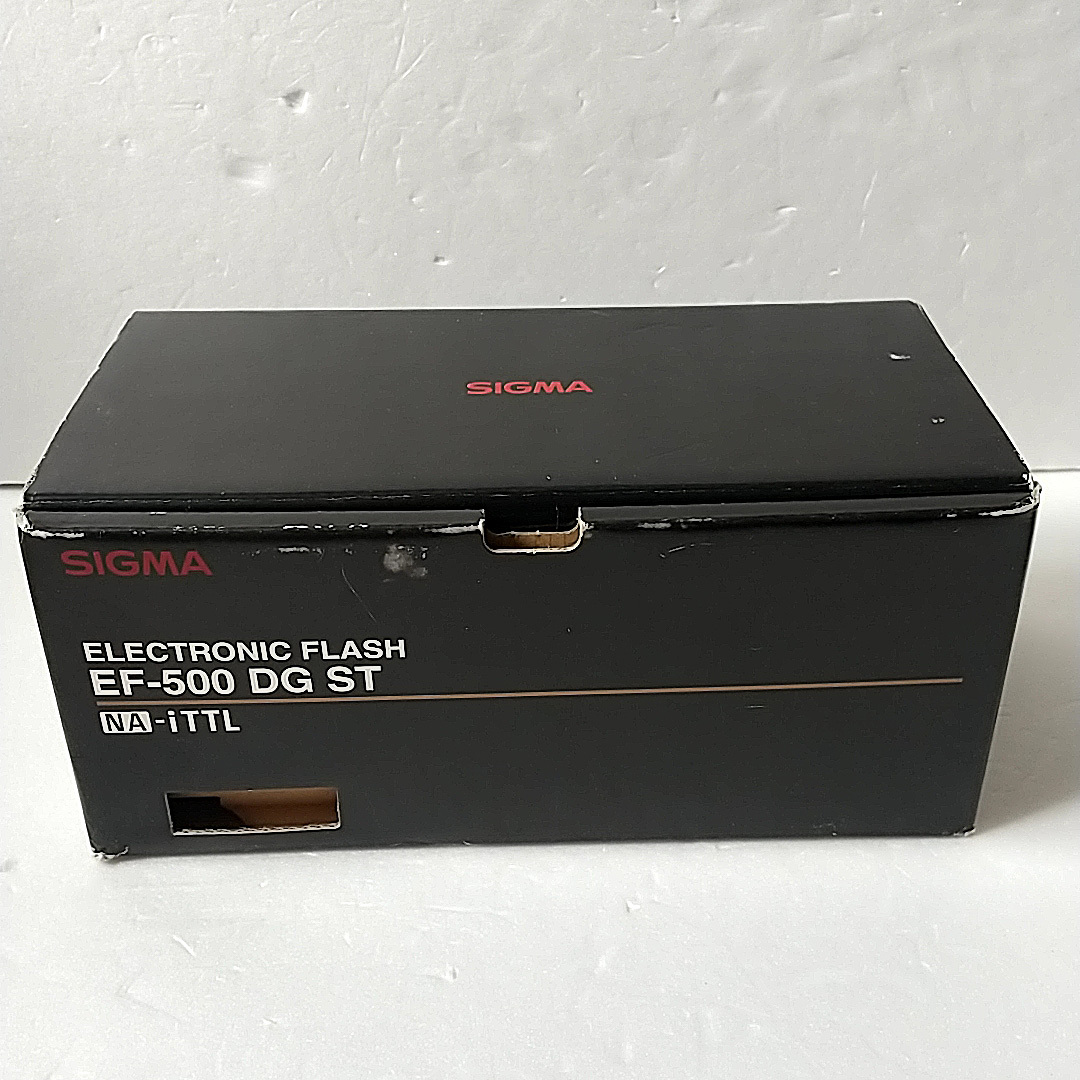 SIGMA
SIGMA
ELECTRONIC FLASH
EF-500 DG ST
NA-iTTL